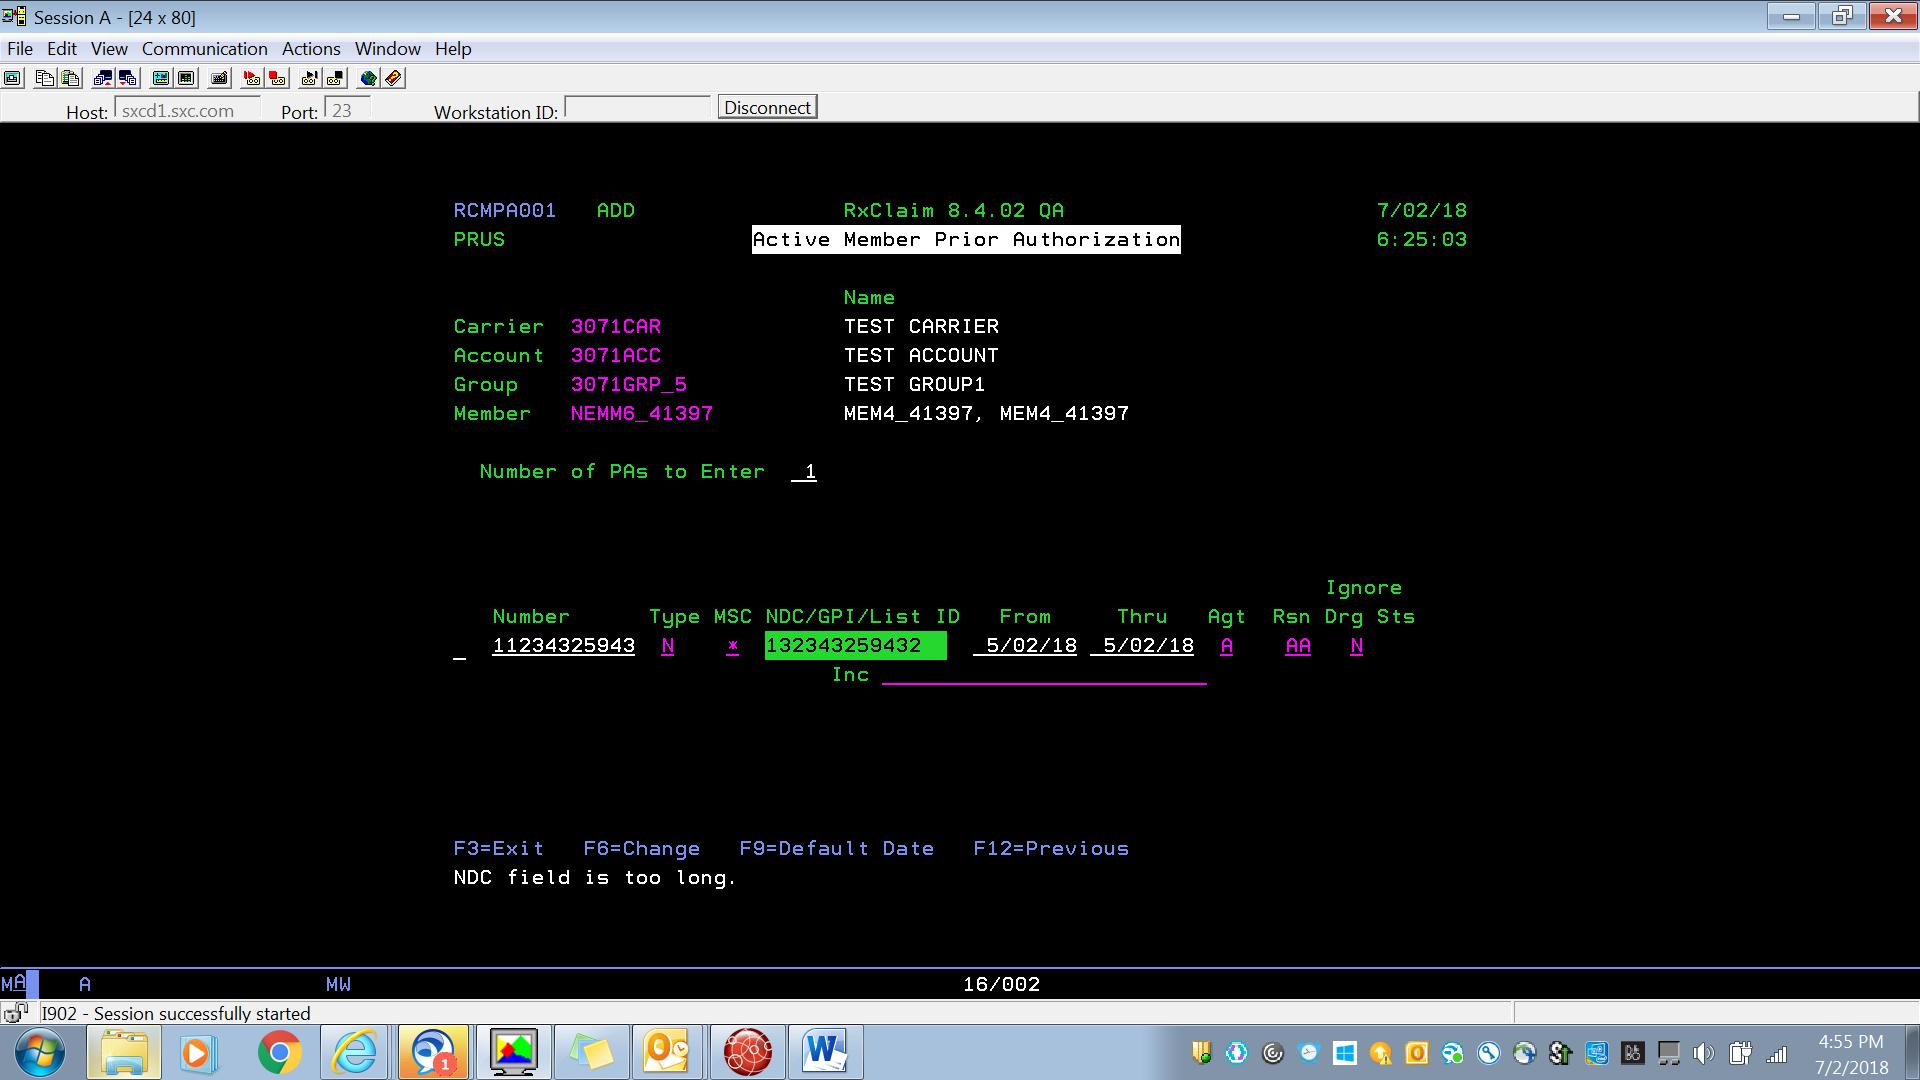 Session A - [24 x 80]
File Edit View Communication Actions Window Help
Host: sxcd1.sxc.com Port: 23 Workstation ID: Disconnect
RCMPA001 ADD RxClaim 8.4.02 QA 7/02/18
PRUS Active Member Prior Authorization 6:25:03
Name
Carrier 3071CAR TEST CARRIER
Account 3071ACC TEST ACCOUNT
Group 3071GRP_5 TEST GROUP1
Member NEMM6_41397 MEM4_41397, MEM4_41397
Number of PAs to Enter 1
Ignore
Number Type MSC NDC/GPI/List ID From Thru Agt Rsn Drg Sts
_ 11234325943 N * 132343259432 5/02/18 5/02/18 A AA N
Inc
F3=Exit F6=Change F9=Default Date F12=Previous
NDC field is too long.
MA A MW 16/002
I902 - Session successfully started
1
4:55 PM
7/2/2018